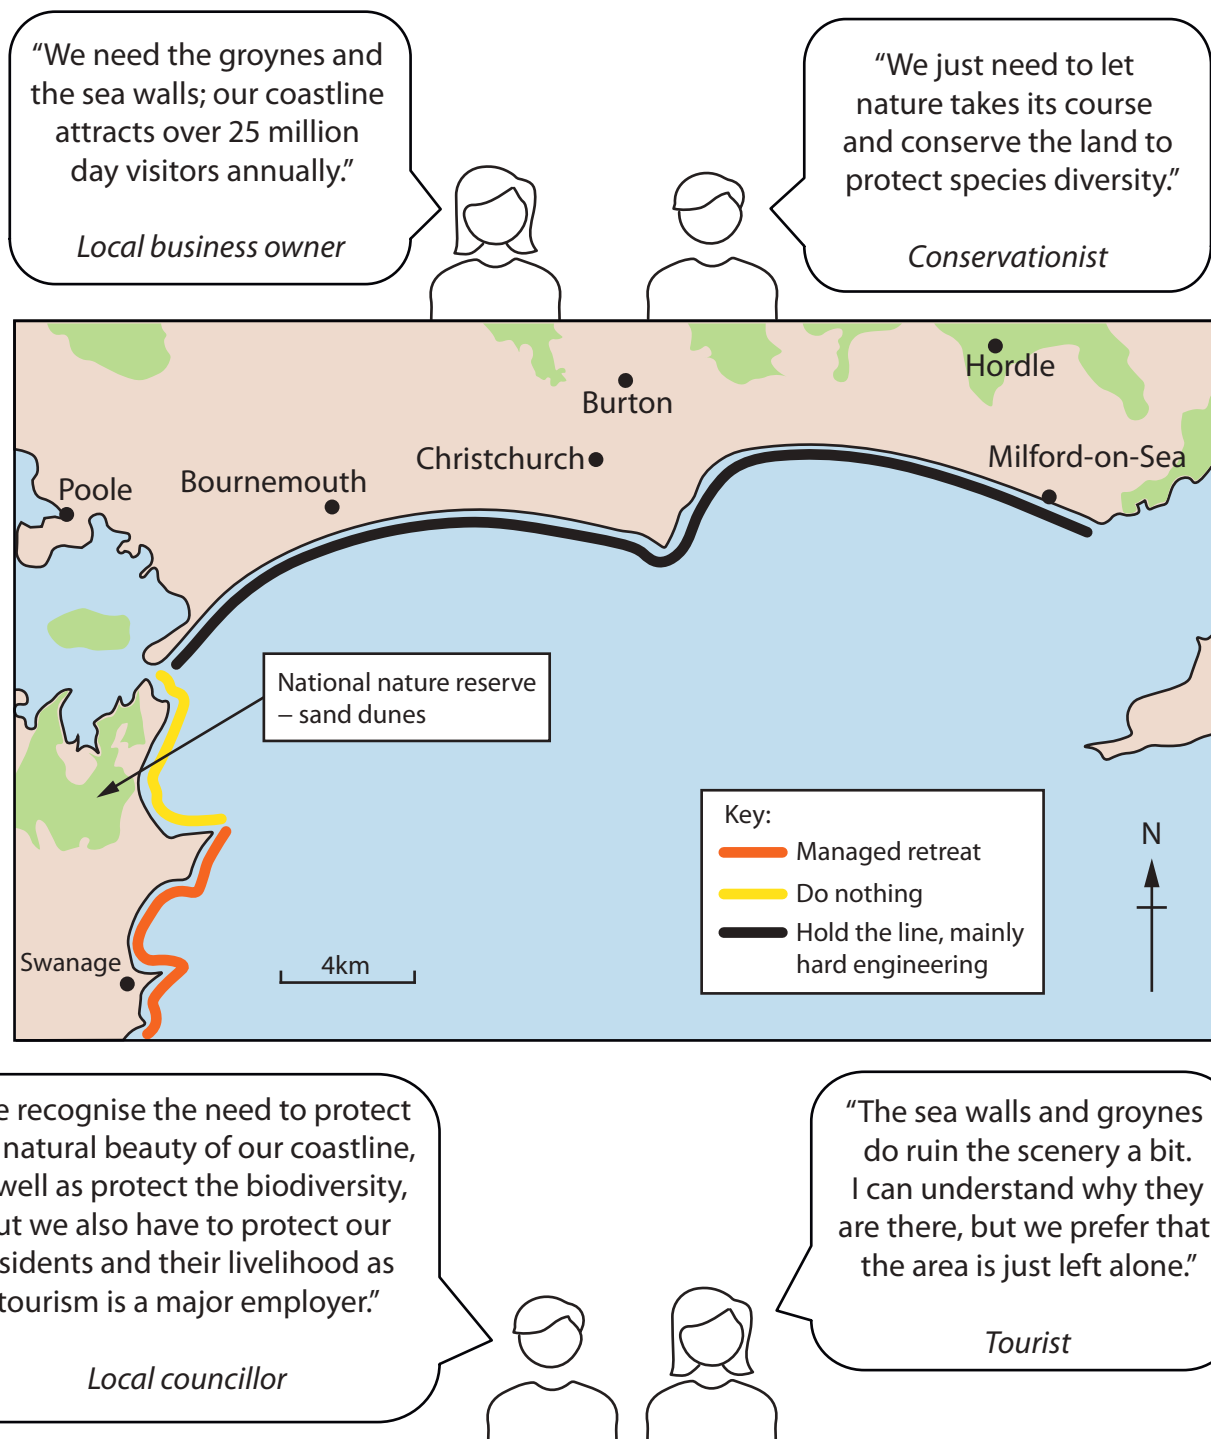 “We need the groynes and
the sea walls; our coastline
attracts over 25 million
day visitors annually.”
Local business owner
“We just need to let
nature takes its course
and conserve the land to
protect species diversity.”
Conservationist
Hordle
Burton
Christchurch
Milford-on-Sea
Bournemouth
Poole
National nature reserve
– sand dunes
Key:
Managed retreat
Do nothing
Hold the line, mainly
hard engineering
N
Swanage
4km
recognise the need to protect
natural beauty of our coastline,
well as protect the biodiversity,
we also have to protect our
and their livelihood as
tourism is a major employer.”
Local councillor
“The sea walls and groynes
do ruin the scenery a bit.
I can understand why they
are there, but we prefer that
the area is just left alone.”
Tourist